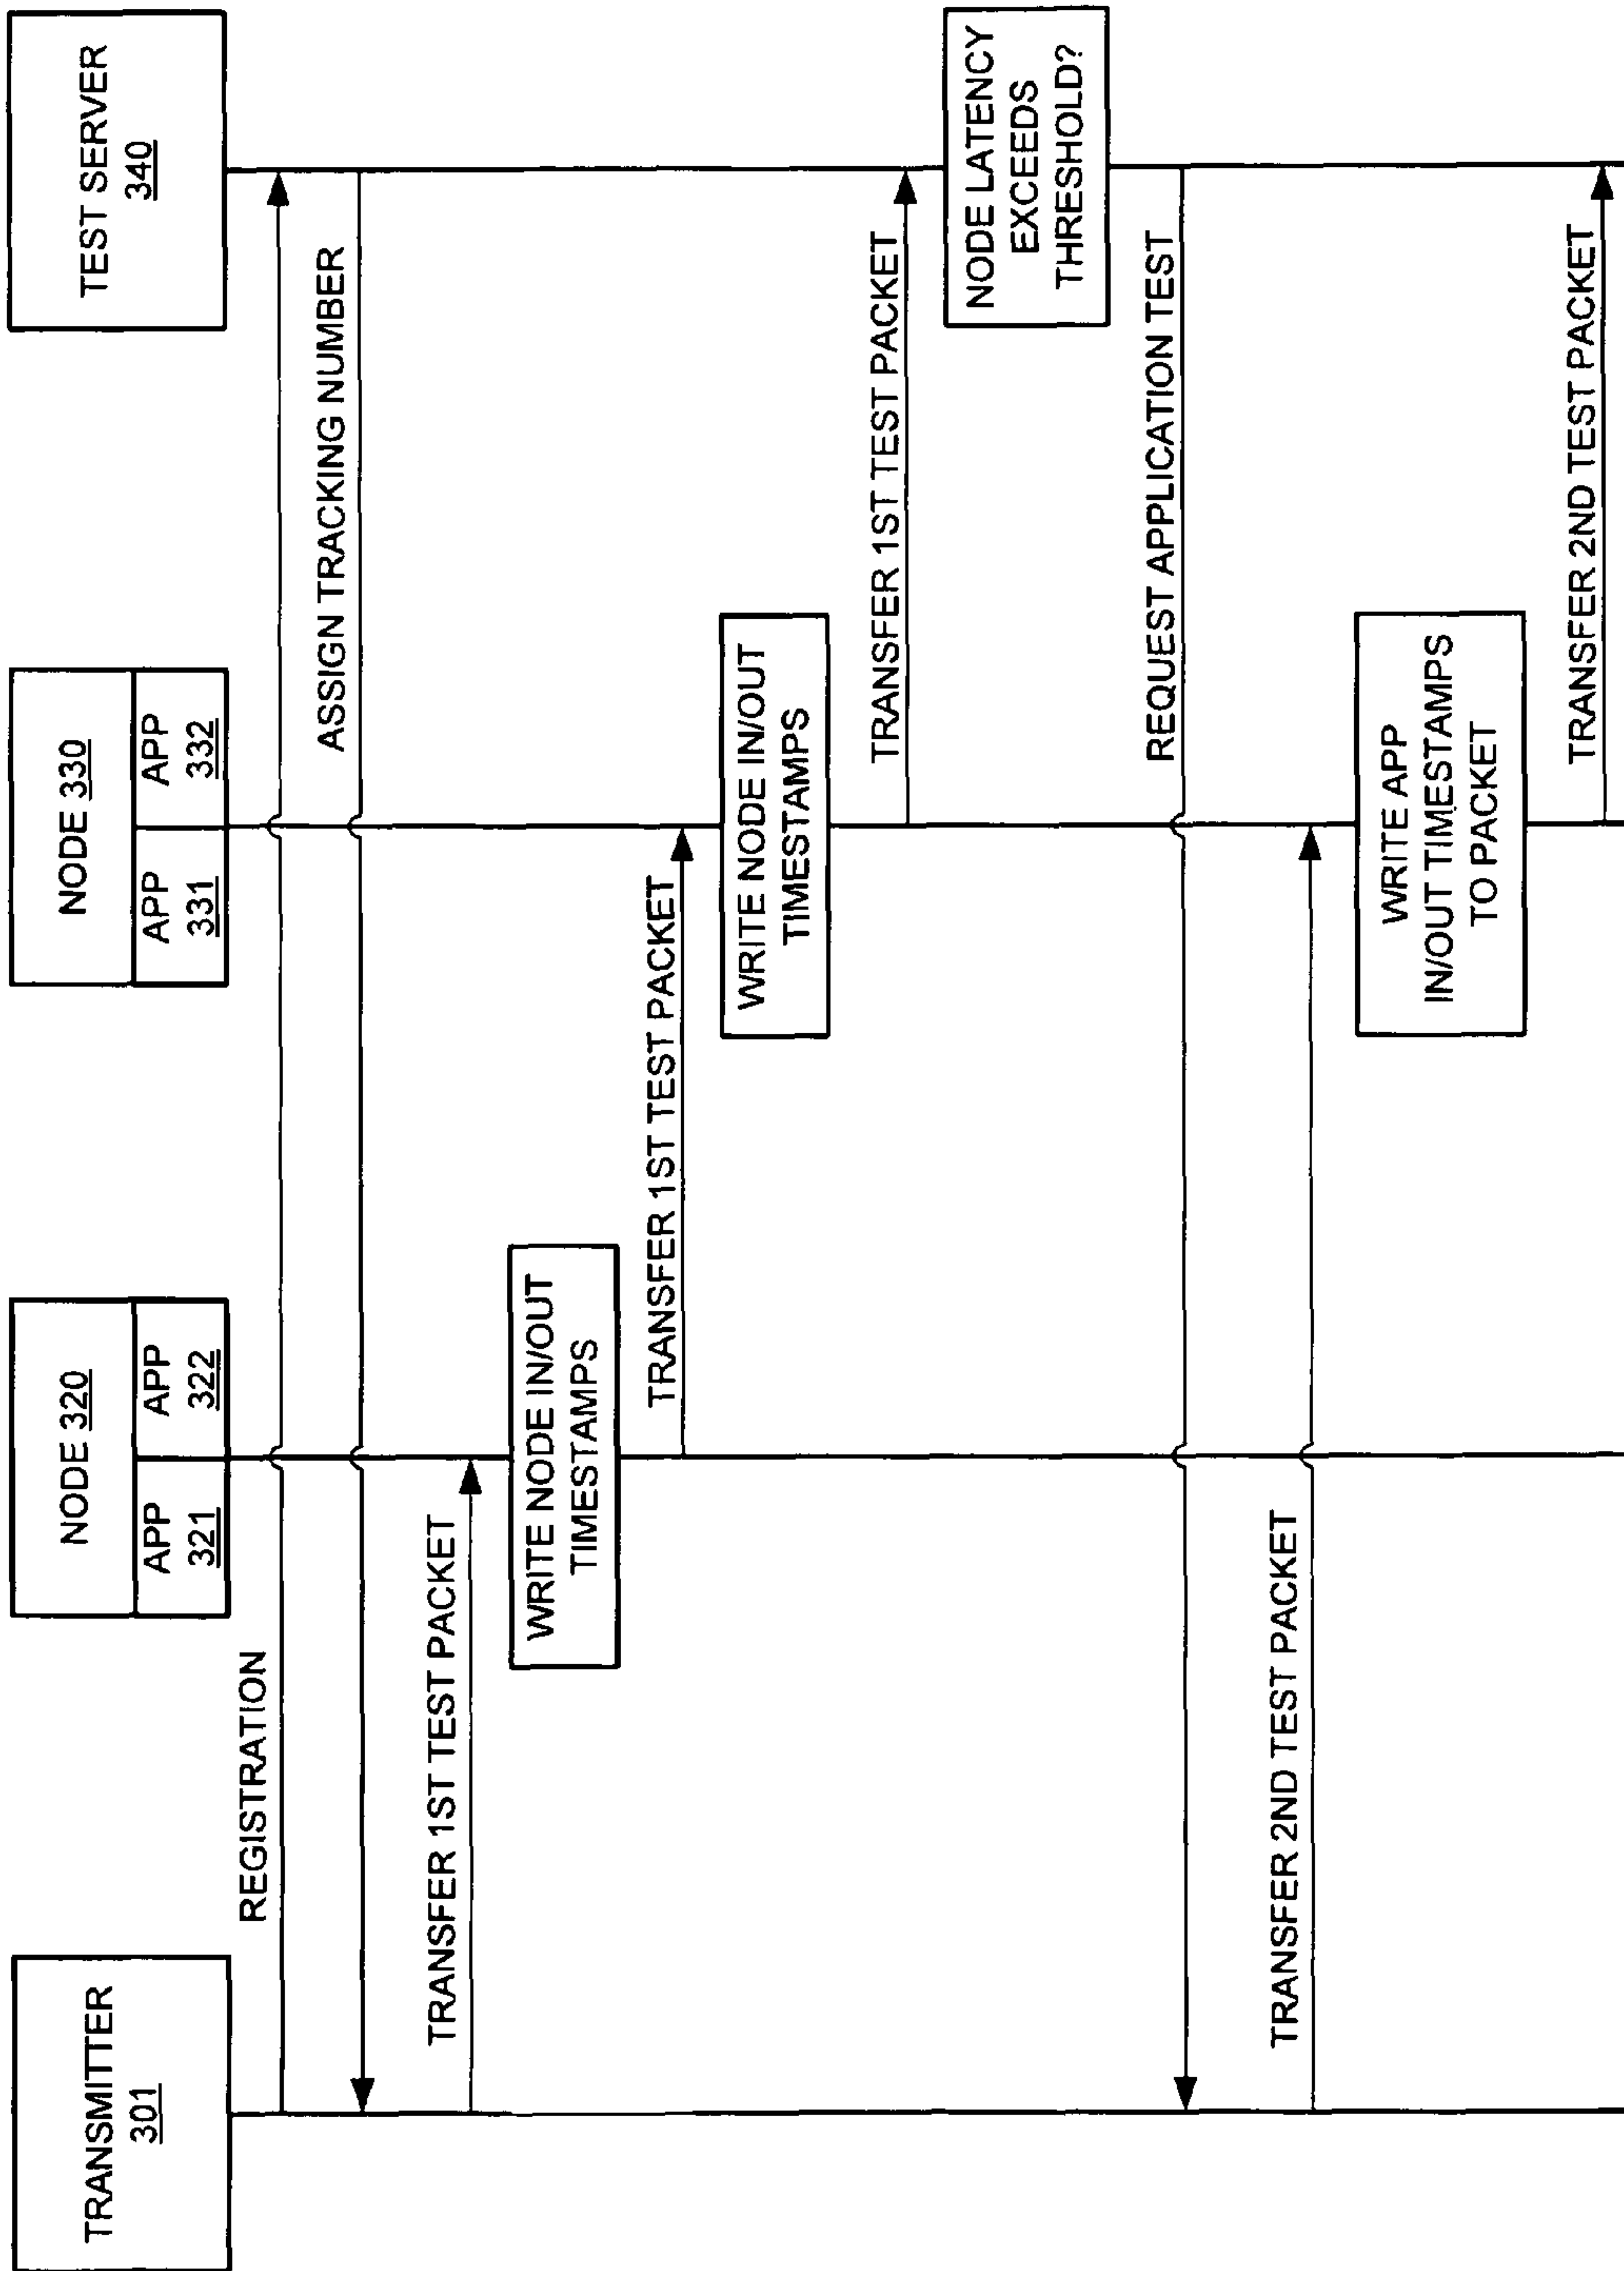 TRANSMITTER
301
NODE 320
APP
321
APP
322
NODE 330
APP
331
APP
332
TEST SERVER
340
REGISTRATION
ASSIGN TRACKING NUMBER
TRANSFER 1ST TEST PACKET
WRITE NODE IN/OUT
TIMESTAMPS
TRANSFER 1ST TEST PACKET
WRITE NODE IN/OUT
TIMESTAMPS
TRANSFER 1ST TEST PACKET
NODE LATENCY
EXCEEDS
THRESHOLD?
REQUEST APPLICATION TEST
TRANSFER 2ND TEST PACKET
WRITE APP
IN/OUT TIMESTAMPS
TO PACKET
TRANSFER 2ND TEST PACKET